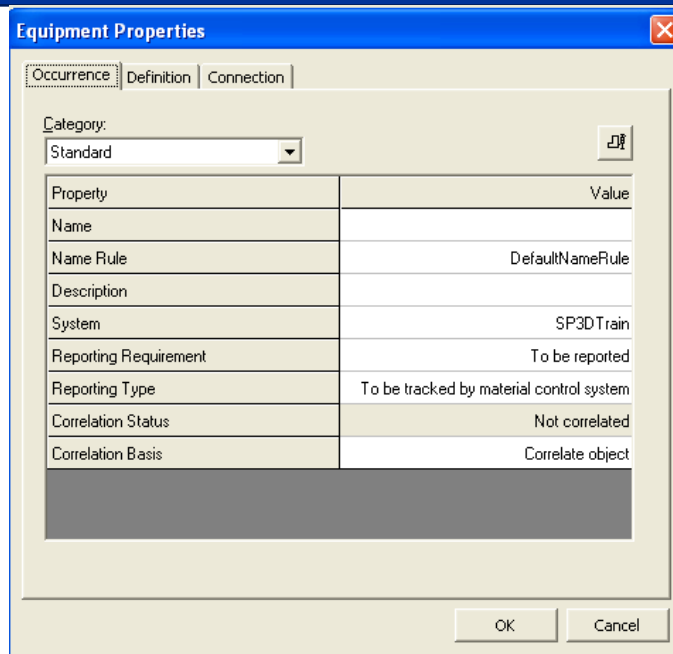 Equipment Properties
Occurrence Definition Connection
Category:
Standard
Property Value
Name
Name Rule DefaultNameRule
Description
System SP3DTrain
Reporting Requirement To be reported
Reporting Type To be tracked by material control system
Correlation Status Not correlated
Correlation Basis Correlate object
OK Cancel